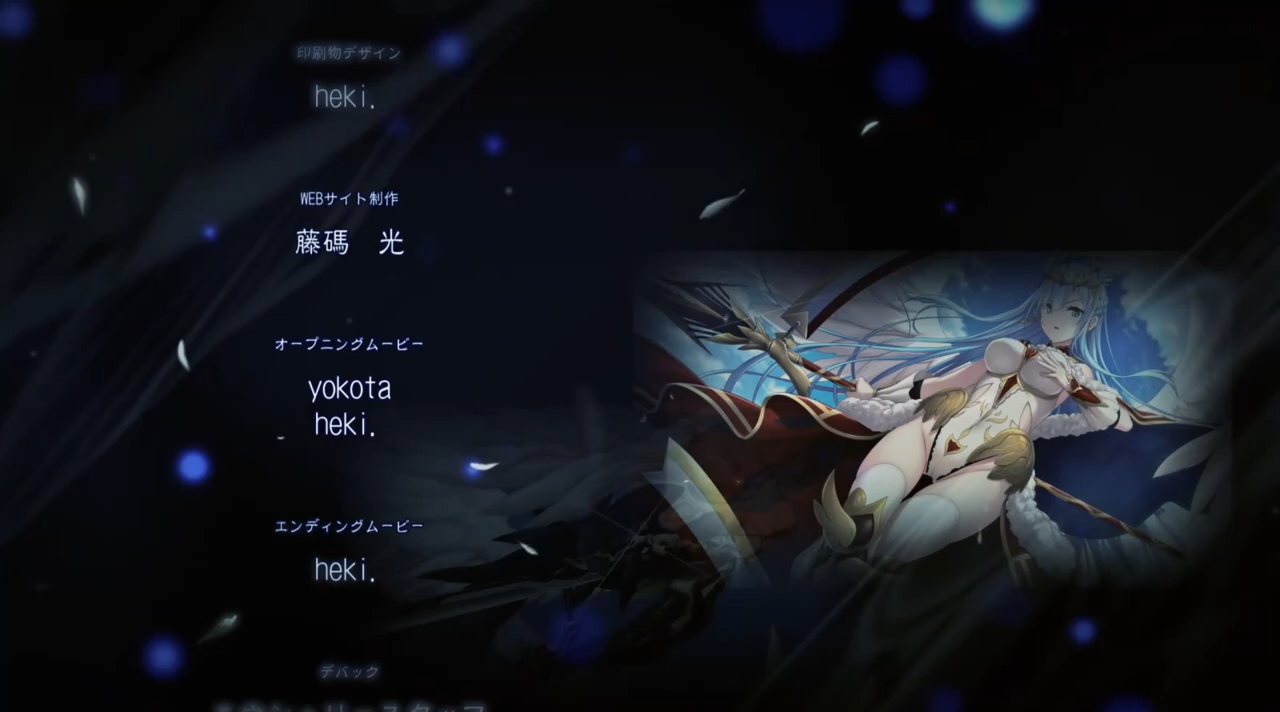 印刷物デザイン
heki.
WEBサイト制作
藤碼　光
オープニングムービー
yokota
heki.
エンディングムービー
heki.
デバック